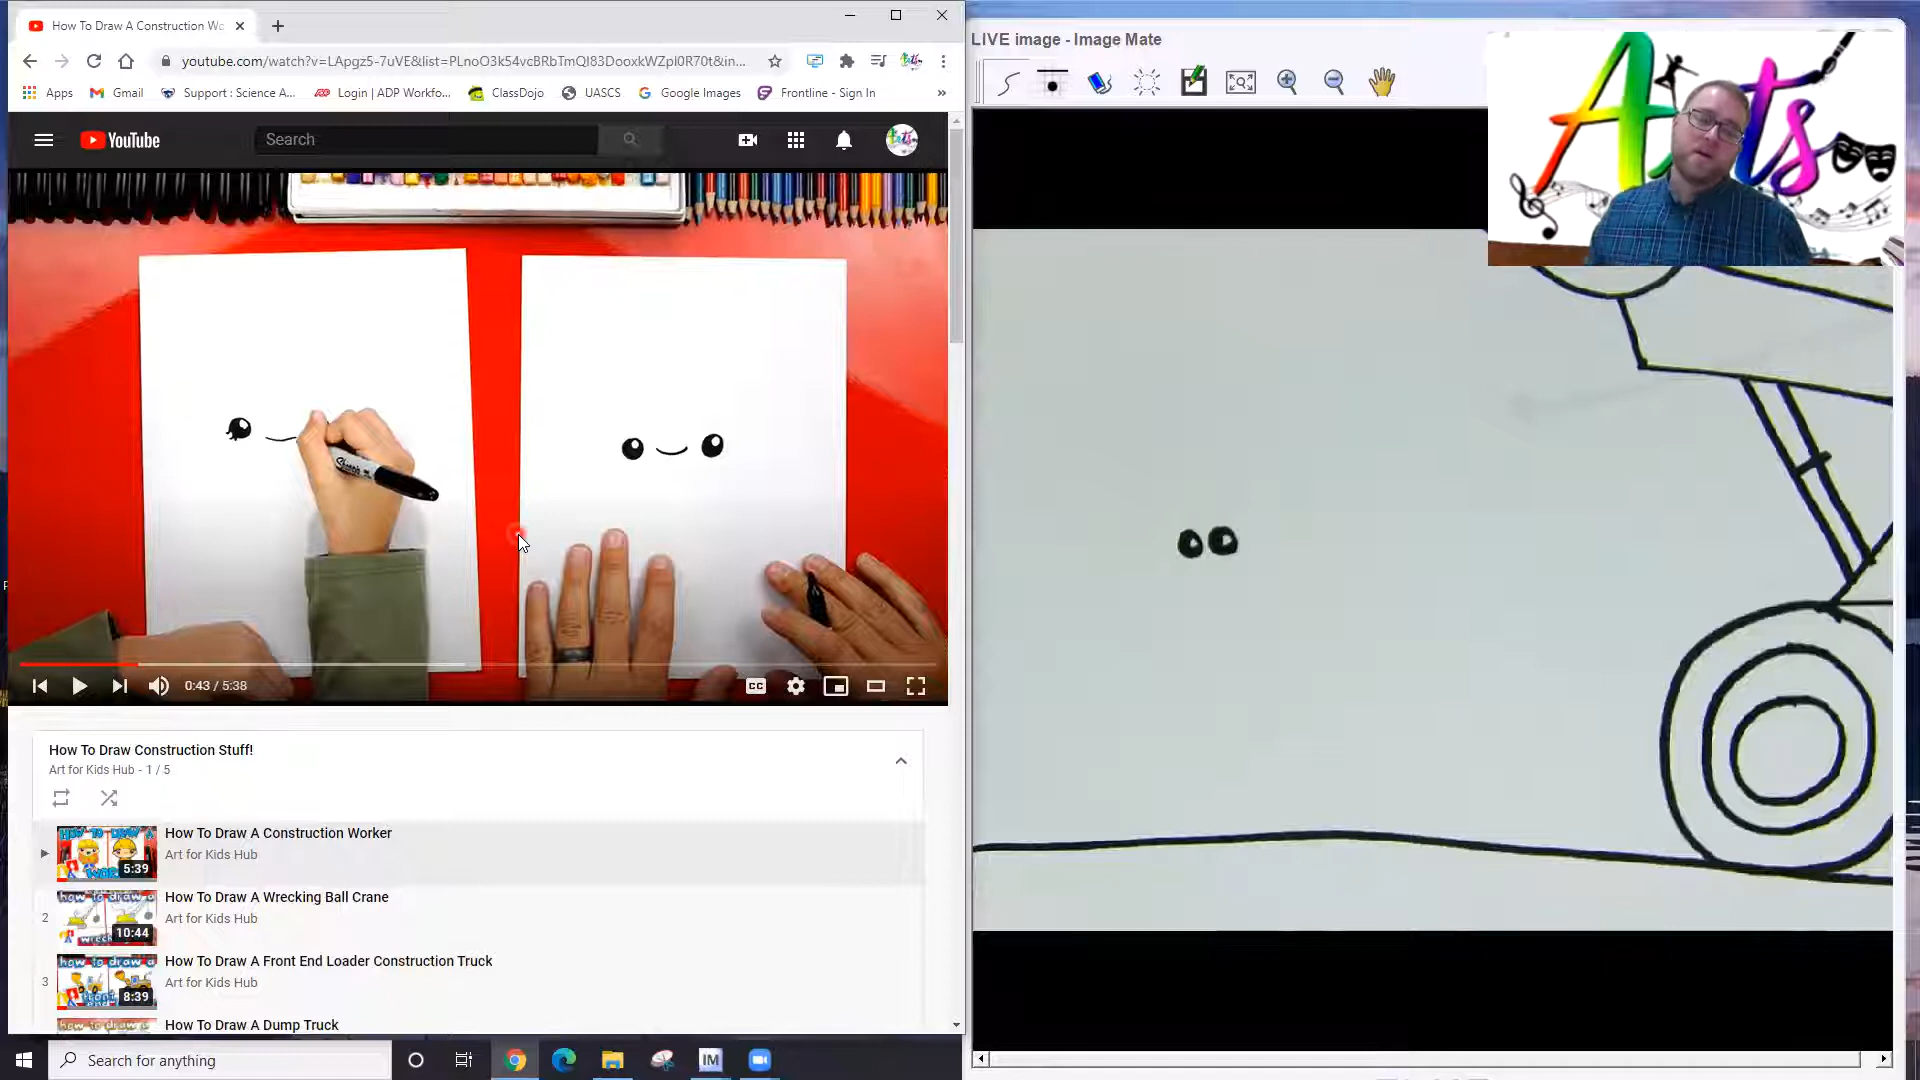 How To Draw A Construction Wo
youtube.com/watch?v=LApgz5-7uVE&list=PLnoO3k54vcBRbTmQI83DooxkWZpI0R70t&in...
Apps Gmail Support : Science A... Login | ADP Workfo... ClassDojo UASCS Google Images Frontline - Sign In »
YouTube
Search
Sharpie
0:43 / 5:38
CC
How To Draw Construction Stuff!
Art for Kids Hub - 1 / 5
How To Draw A Construction Worker
Art for Kids Hub
5:39
2
How To Draw A Wrecking Ball Crane
Art for Kids Hub
10:44
3
How To Draw A Front End Loader Construction Truck
Art for Kids Hub
8:39
How To Draw A Dump Truck
Search for anything
IM
LIVE image - Image Mate
Arts